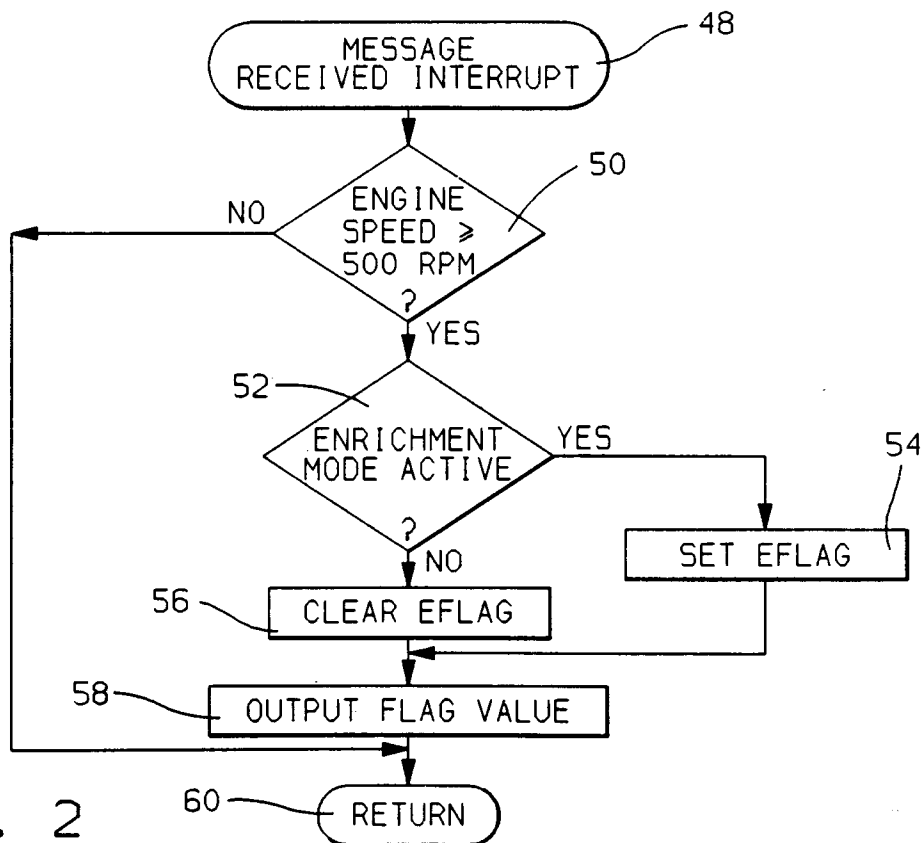 MESSAGE
RECEIVED INTERRUPT
48
ENGINE
SPEED ⩾
500 RPM
?
50
NO
YES
52
ENRICHMENT
MODE ACTIVE
?
YES
54
NO
SET EFLAG
56
CLEAR EFLAG
58
OUTPUT FLAG VALUE
60
RETURN
. 2